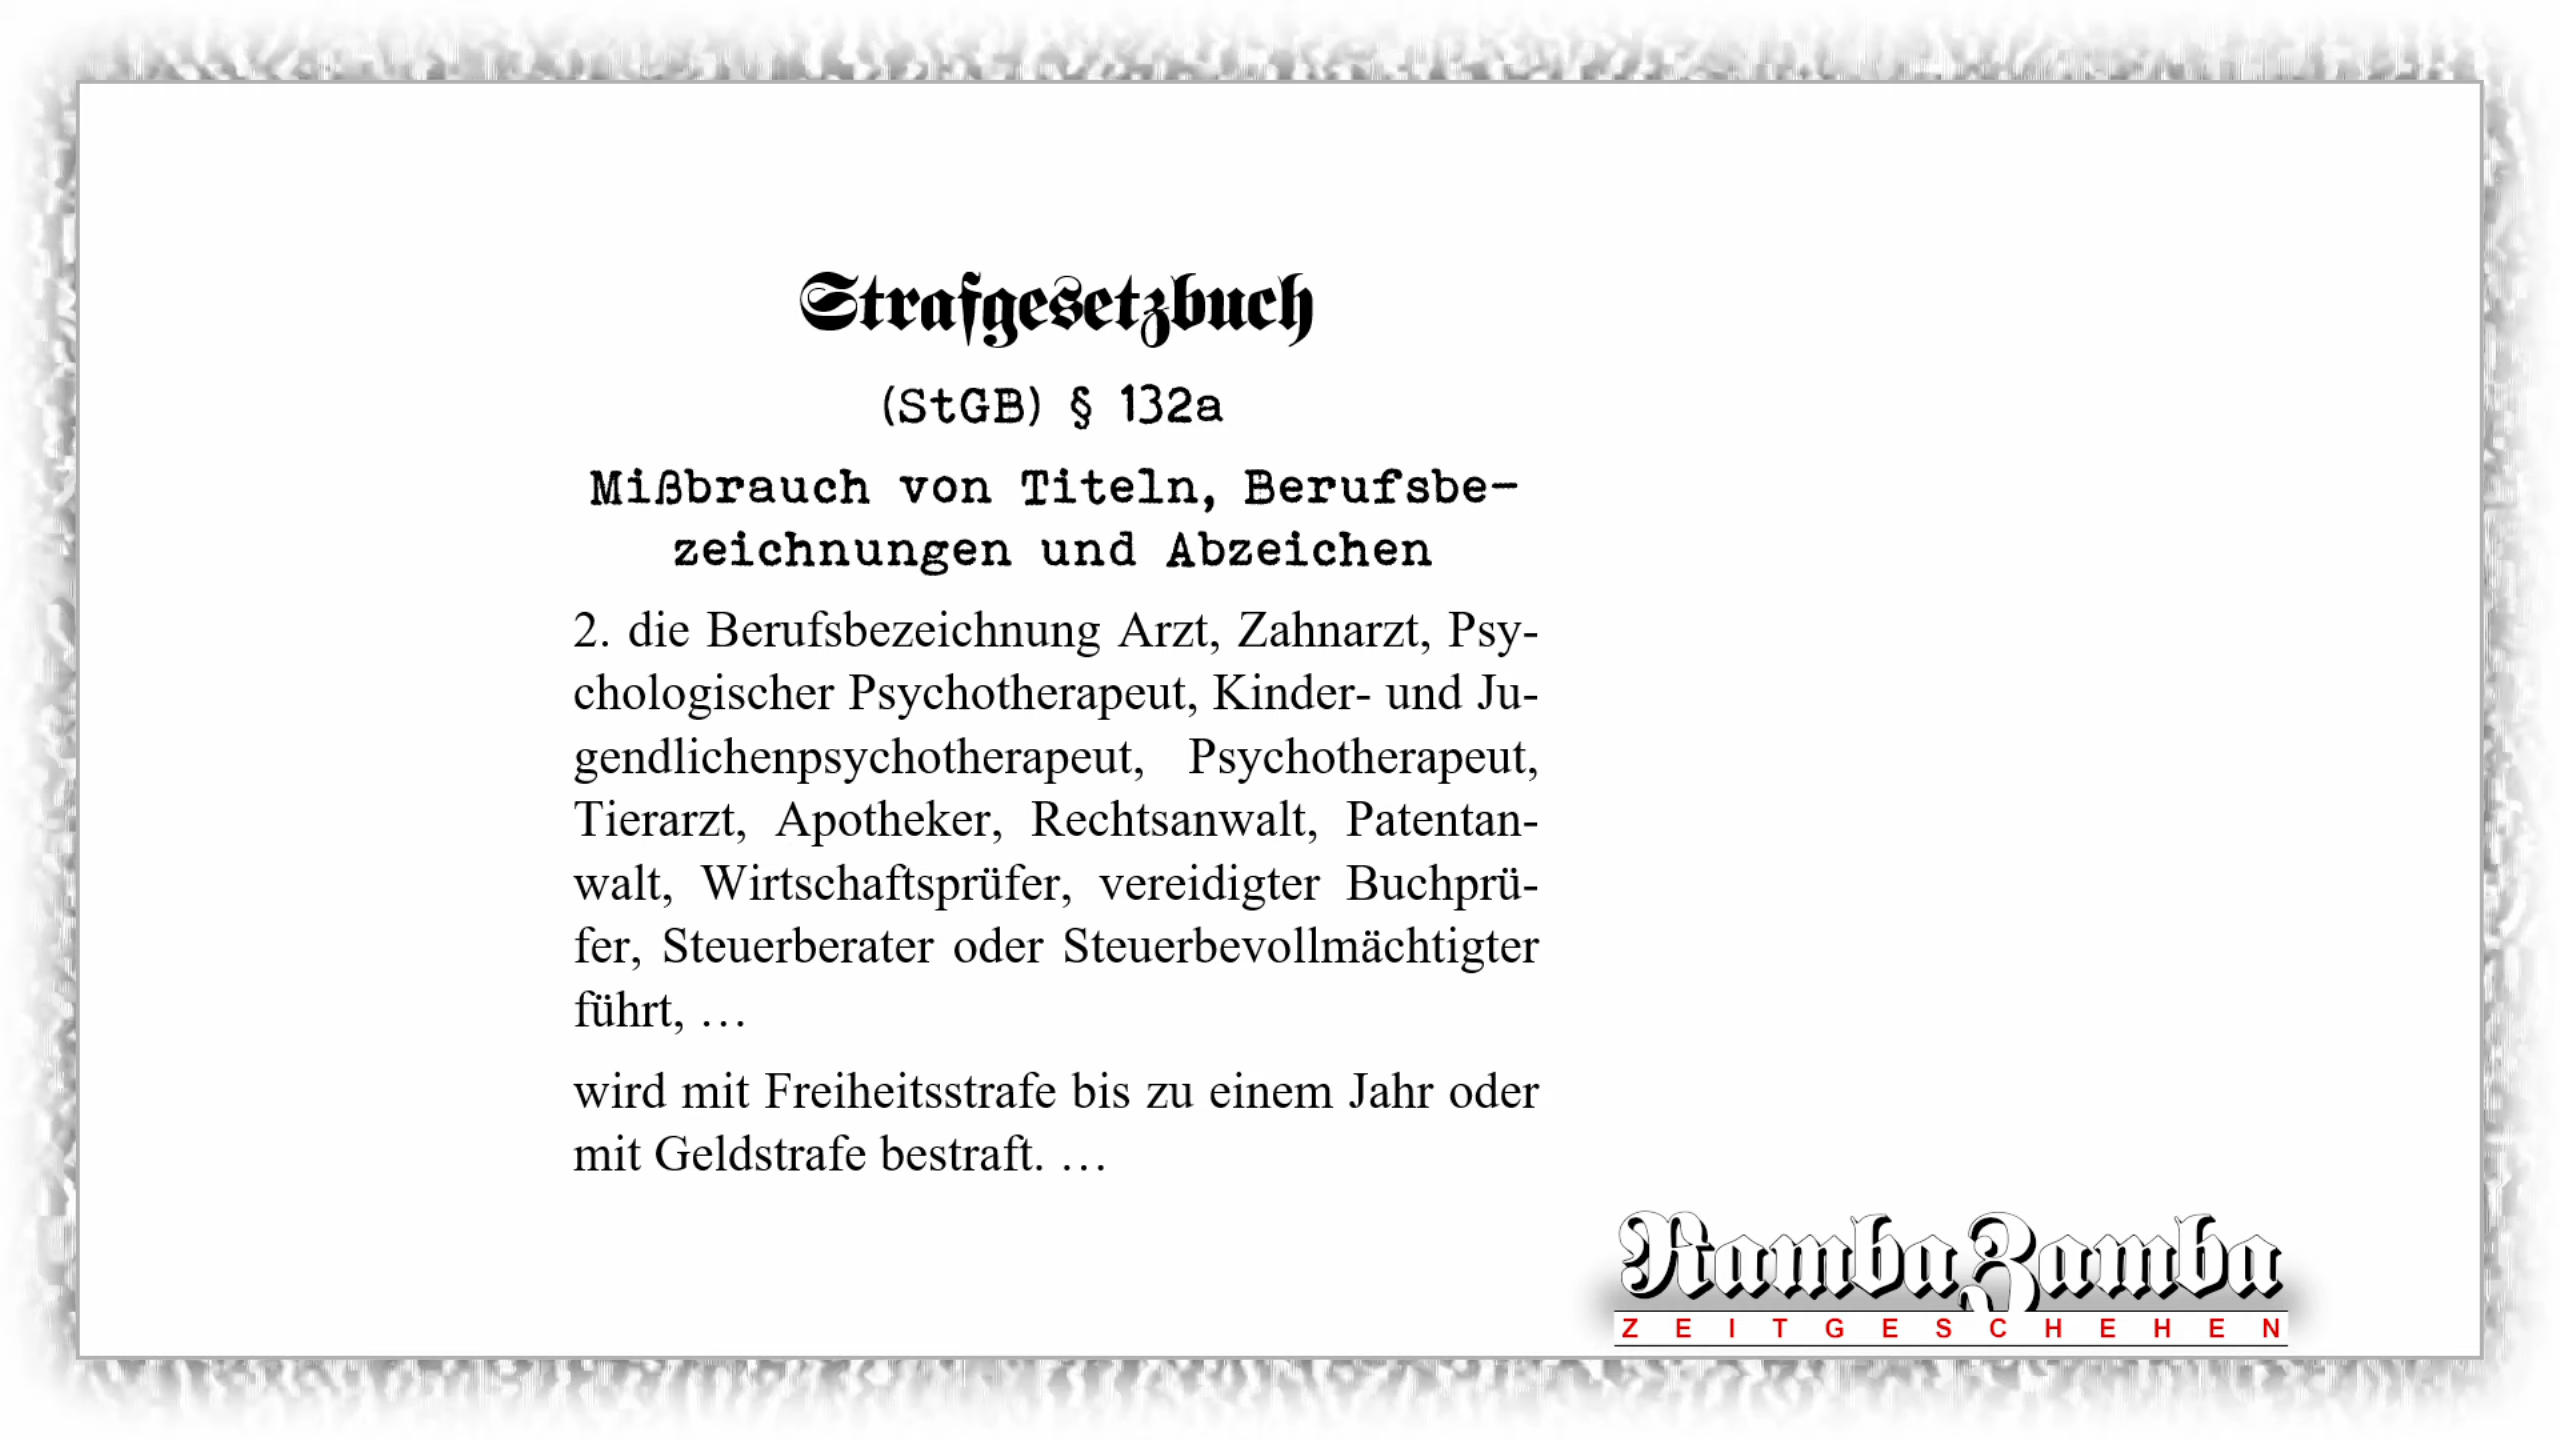 Strafgesetzbuch
(StGB) § 132a
Mißbrauch von Titeln, Berufsbe-
zeichnungen und Abzeichen
2. die Berufsbezeichnung Arzt, Zahnarzt, Psy-
chologischer Psychotherapeut, Kinder- und Ju-
gendlichenpsychotherapeut, Psychotherapeut,
Tierarzt, Apotheker, Rechtsanwalt, Patentan-
walt, Wirtschaftsprüfer, vereidigter Buchprü-
fer, Steuerberater oder Steuerbevollmächtigter
führt, …
wird mit Freiheitsstrafe bis zu einem Jahr oder
mit Geldstrafe bestraft. …
RambaZamba
ZEITGESCHEHEN